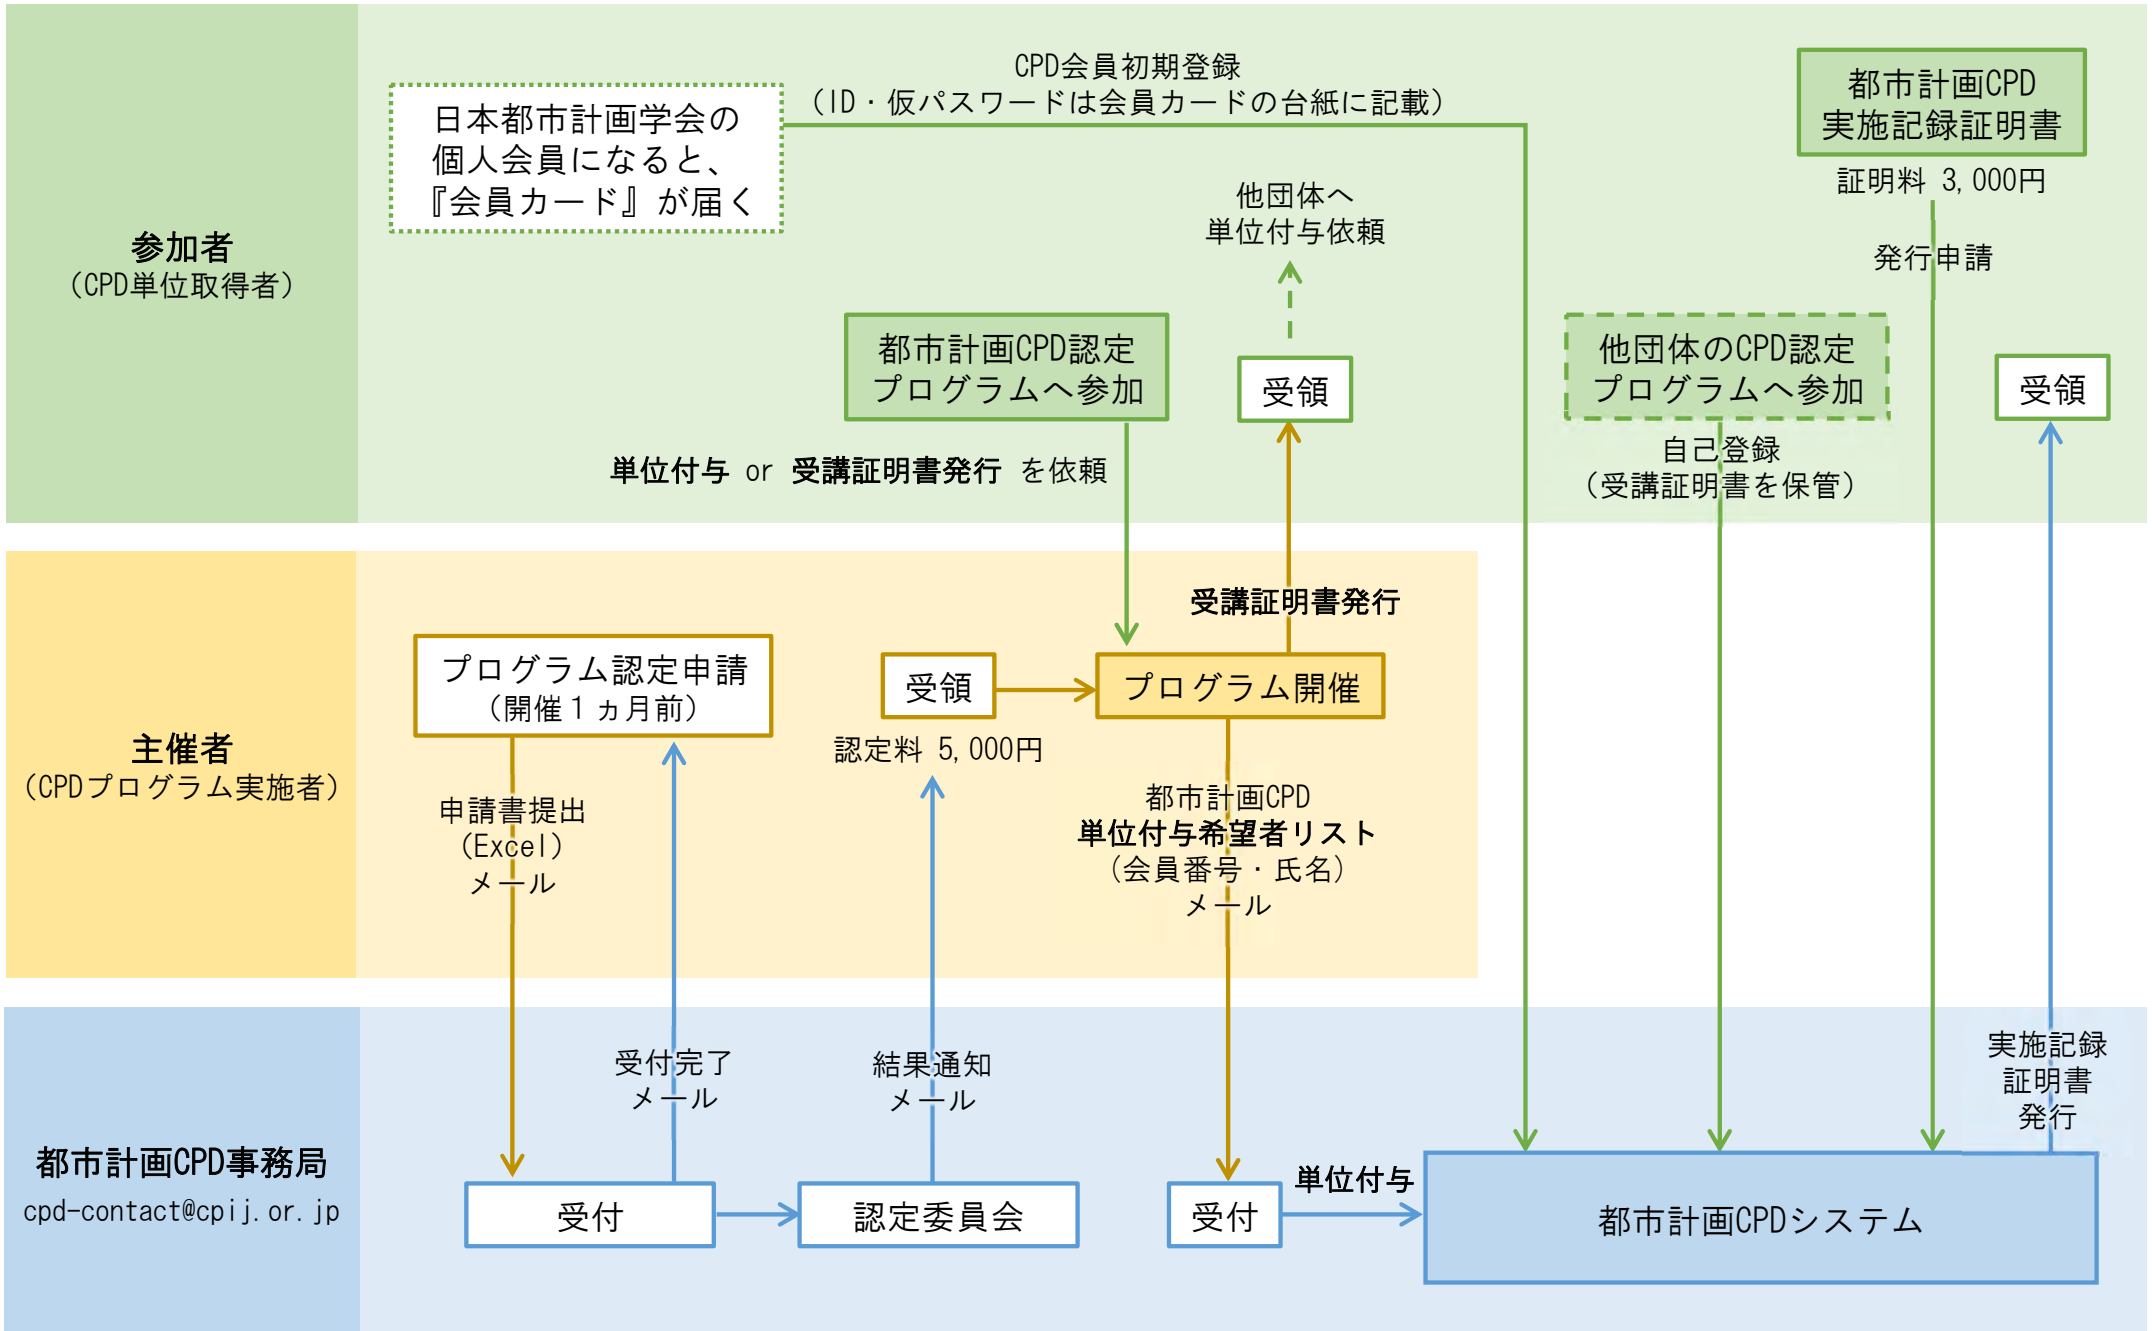 参加者
（CPD単位取得者）
日本都市計画学会の
個人会員になると、
『会員カード』が届く
CPD会員初期登録
（ID・仮パスワードは会員カードの台紙に記載）
都市計画CPD
実施記録証明書
証明料 3,000円
発行申請
他団体へ
単位付与依頼
都市計画CPD認定
プログラムへ参加
受領
他団体のCPD認定
プログラムへ参加
受領
単位付与 or 受講証明書発行 を依頼
自己登録
（受講証明書を保管）
主催者
（CPDプログラム実施者）
受講証明書発行
プログラム認定申請
（開催１ヵ月前）
受領
プログラム開催
認定料 5,000円
申請書提出
(Excel)
メール
都市計画CPD
単位付与希望者リスト
（会員番号・氏名）
メール
都市計画CPD事務局
cpd-contact@cpij.or.jp
受付完了
メール
結果通知
メール
実施記録
証明書
発行
受付
認定委員会
受付
単位付与
都市計画CPDシステム